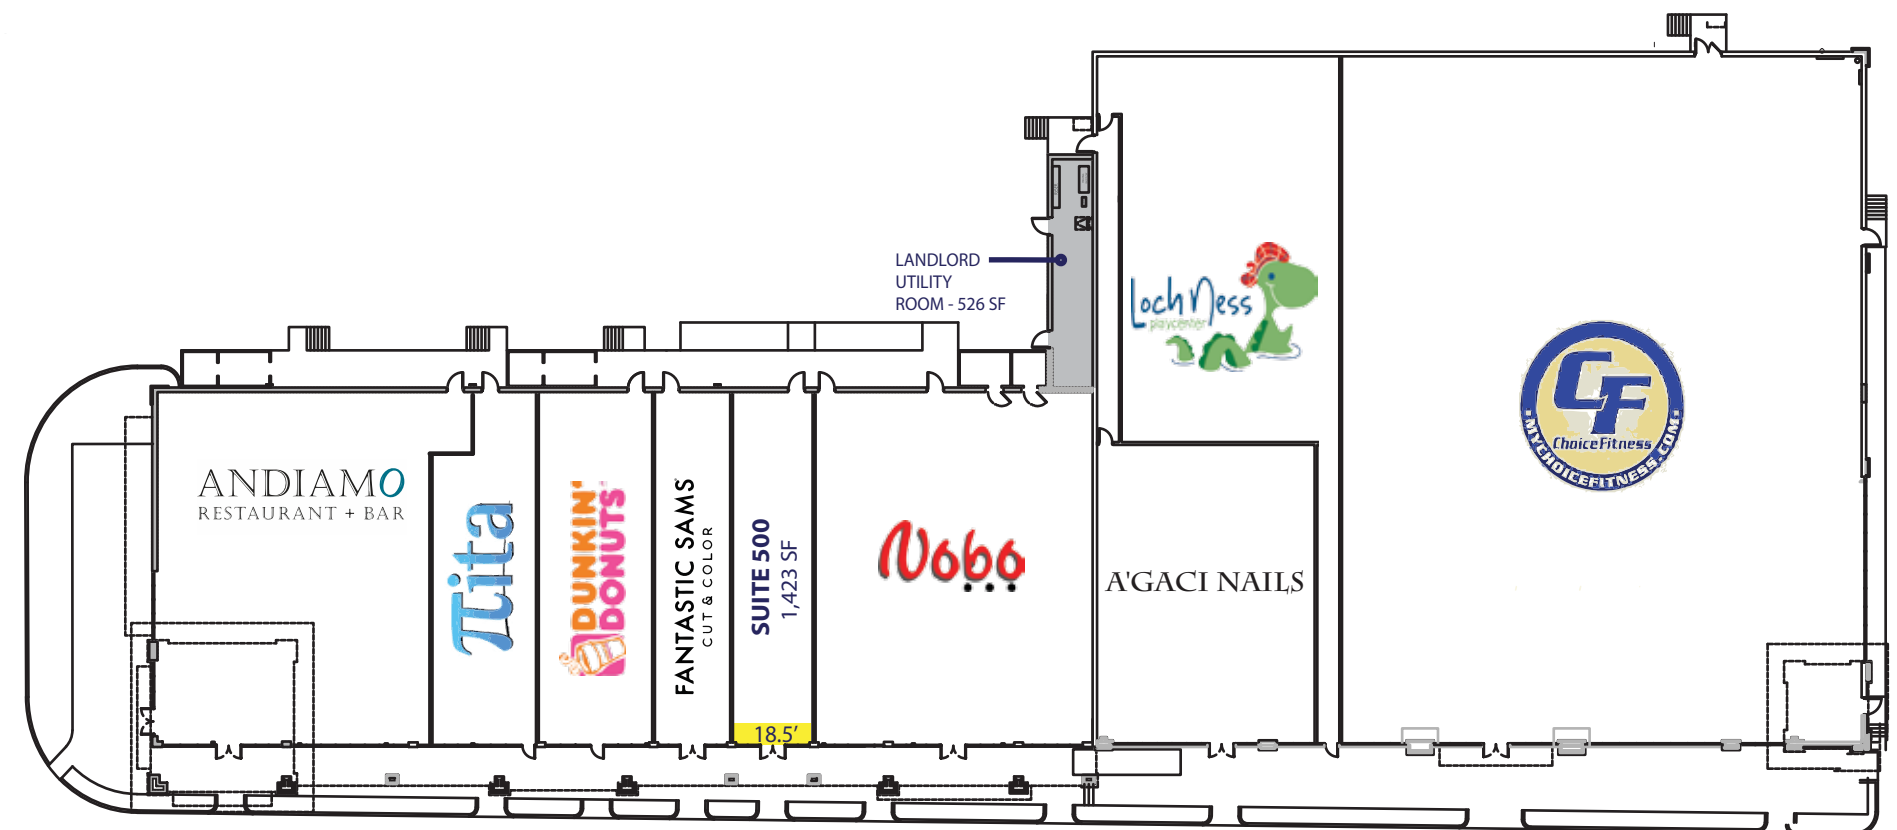 LANDLORD
UTILITY
ROOM - 526 SF
Loch Ness
playcenter
CF
ChoiceFitness
MYCHOICEFITNESS.COM
ANDIAMO
RESTAURANT + BAR
πita
DUNKIN'
DONUTS
FANTASTIC SAMS
CUT & COLOR
SUITE 500
1,423 SF
18.5'
Nobo
A'GACI NAILS